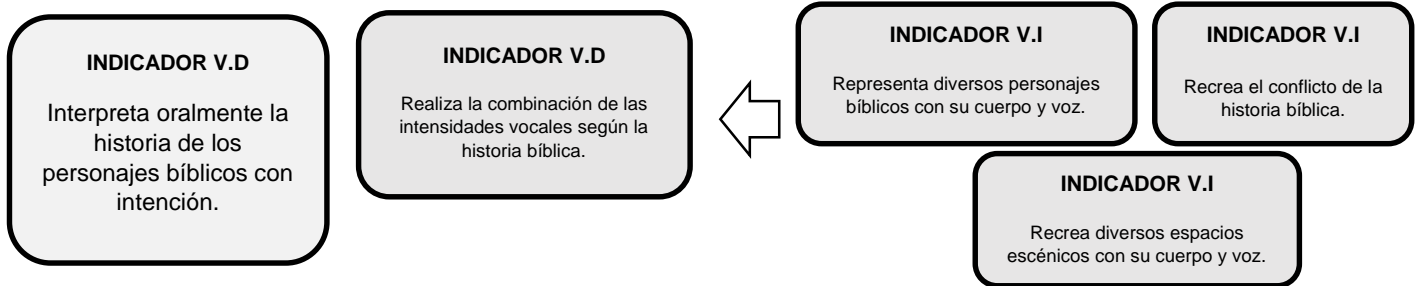 INDICADOR V.D
Interpreta oralmente la
historia de los
personajes bíblicos con
intención.
INDICADOR V.D
Realiza la combinación de las
intensidades vocales según la
historia bíblica.
INDICADOR V.I
Representa diversos personajes
bíblicos con su cuerpo y voz.
INDICADOR V.I
Recrea el conflicto de la
historia bíblica.
INDICADOR V.I
Recrea diversos espacios
escénicos con su cuerpo y voz.